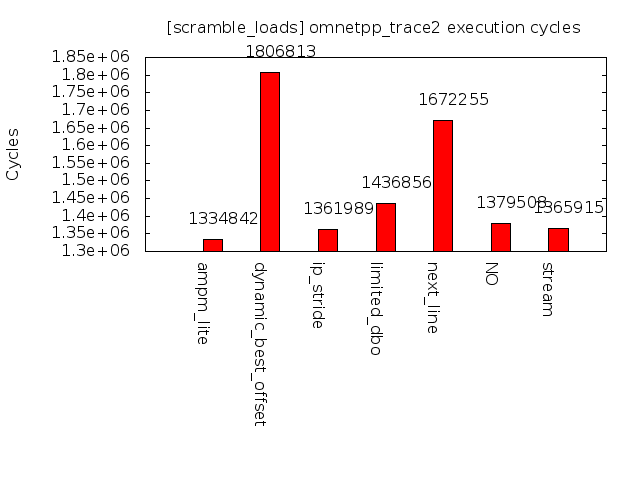 [scramble_loads] omnetpp_trace2 execution cycles
Cycles
1.85e+06
1.8e+06
1.75e+06
1.7e+06
1.65e+06
1.6e+06
1.55e+06
1.5e+06
1.45e+06
1.4e+06
1.35e+06
1.3e+06
1334842
1806813
1361989
1436856
1672255
1379508
1365915
ampm_lite
dynamic_best_offset
ip_stride
limited_dbo
next_line
NO
stream